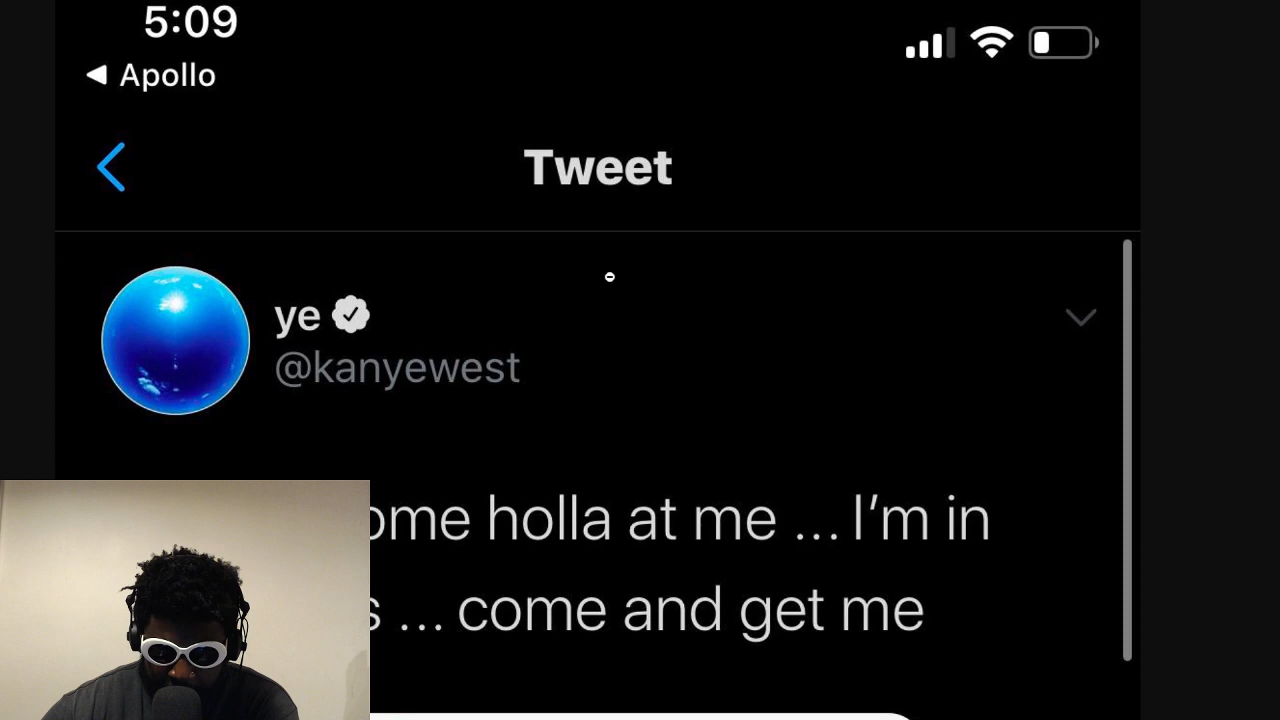 5:09
Apollo
Tweet
ye
@kanyewest
ome holla at me ... I'm in
s ... come and get me